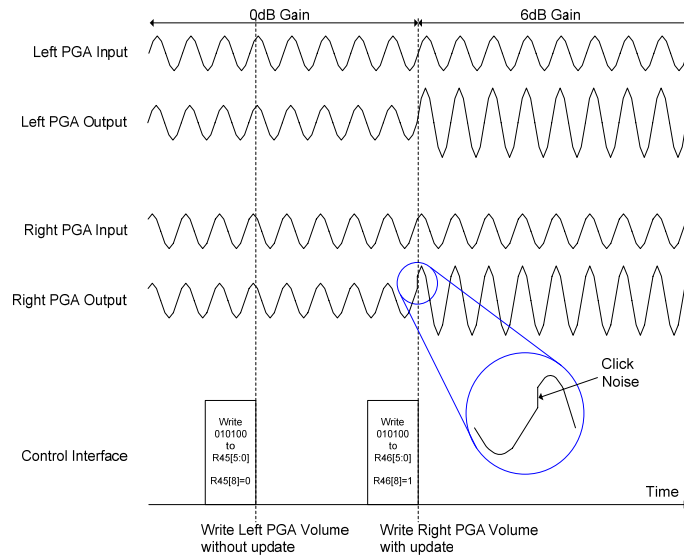 0dB Gain
6dB Gain
Left PGA Input
Left PGA Output
Right PGA Input
Right PGA Output
Click
Noise
Write
010100
to
R45[5:0]
R45[8]=0
Write
010100
to
R46[5:0]
R46[8]=1
Control Interface
Time
Write Left PGA Volume
without update
Write Right PGA Volume
with update